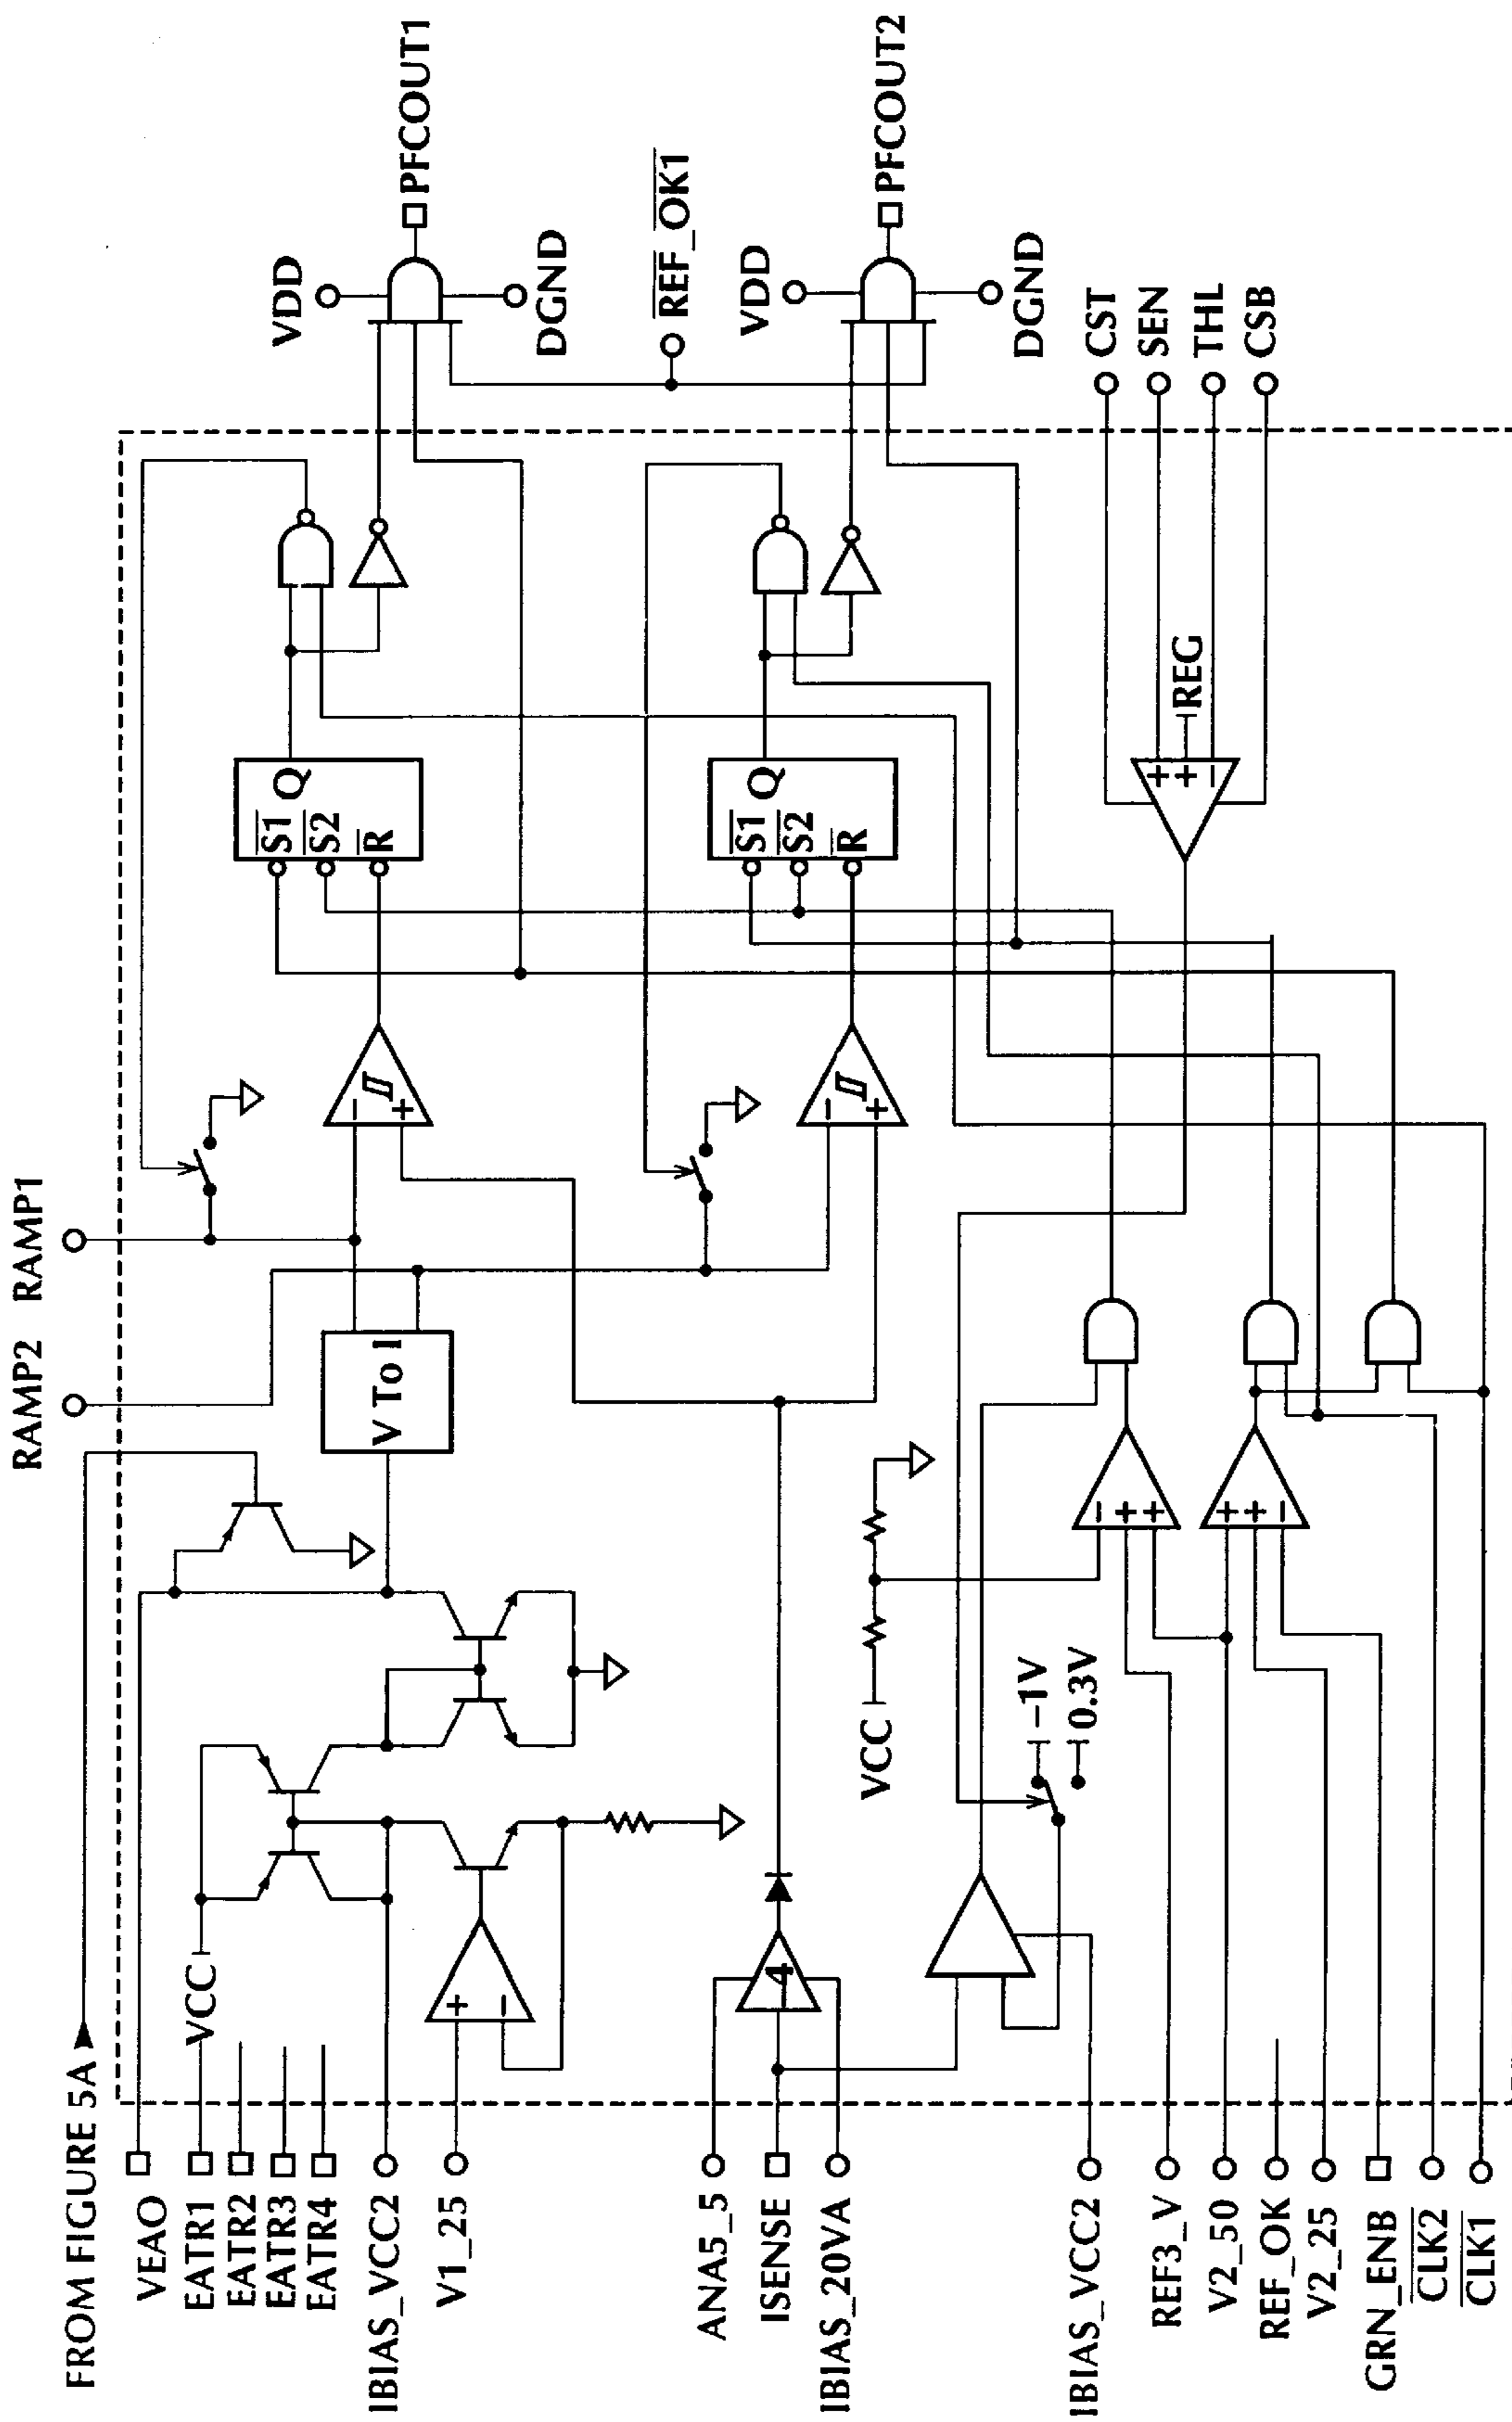 FROM FIGURE 5A
RAMP2
RAMP1
VEAO
EATR1
EATR2
EATR3
EATR4
IBIAS_VCC2
V1_25
ANA5_5
ISENSE
IBIAS_20VA
IBIAS_VCC2
REF3_V
V2_50
REF_OK
V2_25
GRN_ENB
CLK2
CLK1
VCC
+
−
−4
VCC
−1V
0.3V
V To I
−
+
+
+
+
−
−
+
−
+
S1
S2
R
Q
S1
S2
R
Q
+
+
−
REG
VDD
DGND
PFCOUT1
REF_OK1
VDD
DGND
PFCOUT2
CST
SEN
THL
CSB